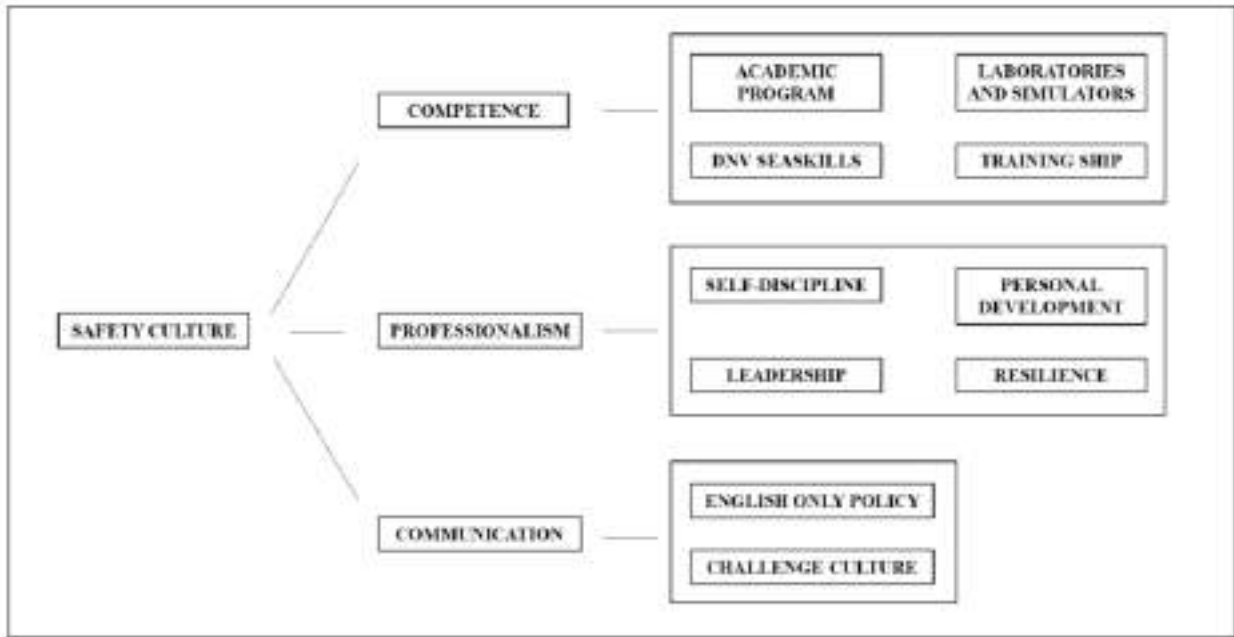 ACADEMIC
PROGRAM
LABORATORIES
AND SIMULATORS
COMPETENCE
DNV SEASKILLS
TRAINING SHIP
SELF-DISCIPLINE
PERSONAL
DEVELOPMENT
SAFETY CULTURE
PROFESSIONALISM
LEADERSHIP
RESILIENCE
ENGLISH ONLY POLICY
COMMUNICATION
CHALLENGE CULTURE